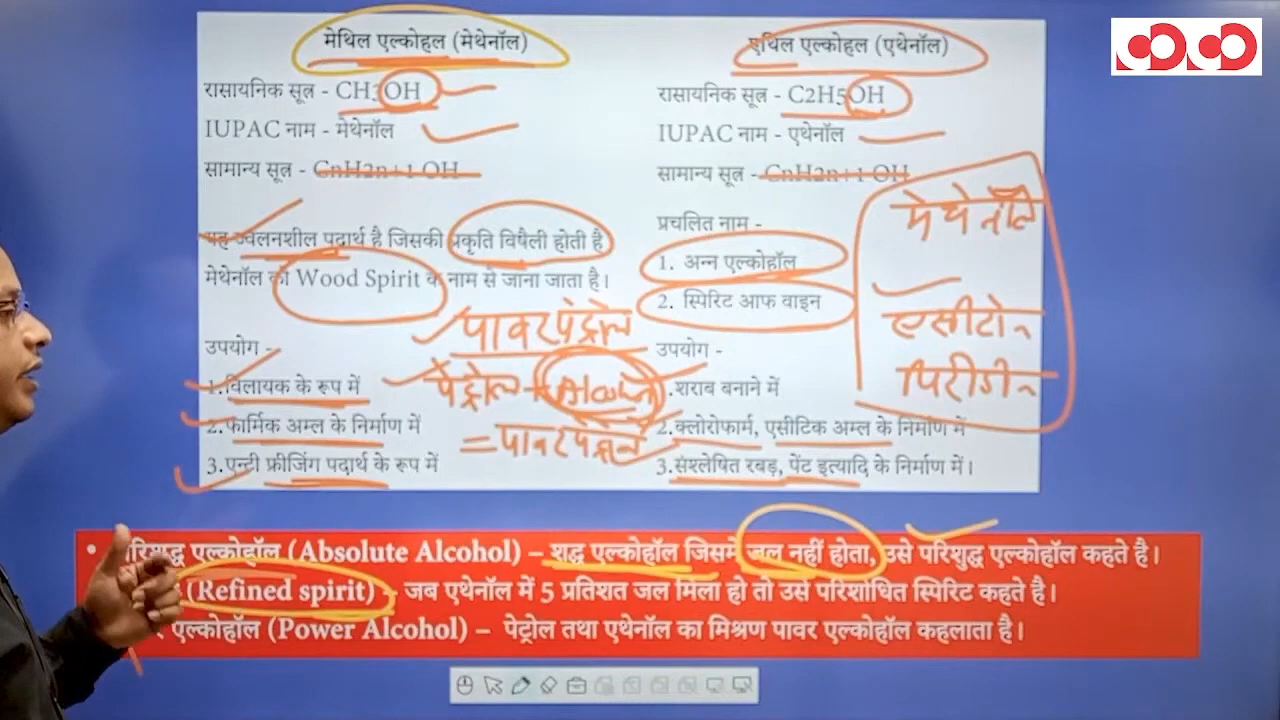 मेथिल एल्कोहल (मेथेनॉल)
रासायनिक सूत्र - CH3OH
IUPAC नाम - मेथेनॉल
सामान्य सूत्र - CnH2n+1 OH
यह ज्वलनशील पदार्थ है जिसकी प्रकृति विषैली होती है
मेथेनॉल को Wood Spirit के नाम से जाना जाता है।
उपयोग -
1.विलायक के रूप में
2.फार्मिक अम्ल के निर्माण में
3.एन्टी फ्रीजिंग पदार्थ के रूप में
पावर पेट्रोल
पेट्रोल + Alcohol
= पावर पेट्रोल
एथिल एल्कोहल (एथेनॉल)
रासायनिक सूत्र - C2H5OH
IUPAC नाम - एथेनॉल
सामान्य सूत्र - CnH2n+1 OH
प्रचलित नाम -
1. अन्न एल्कोहॉल
2. स्पिरिट आफ वाइन
उपयोग -
.शराब बनाने में
2.क्लोरोफार्म, एसीटिक अम्ल के निर्माण में
3.संश्लेषित रबड़, पेंट इत्यादि के निर्माण में।
मेथेनॉल
एसीटोन
पिरीडीन
• परिशुद्ध एल्कोहॉल (Absolute Alcohol) – शुद्ध एल्कोहॉल जिसमें जल नहीं होता, उसे परिशुद्ध एल्कोहॉल कहते है।
(Refined spirit) – जब एथेनॉल में 5 प्रतिशत जल मिला हो तो उसे परिशोधित स्पिरिट कहते है।
एल्कोहॉल (Power Alcohol) – पेट्रोल तथा एथेनॉल का मिश्रण पावर एल्कोहॉल कहलाता है।